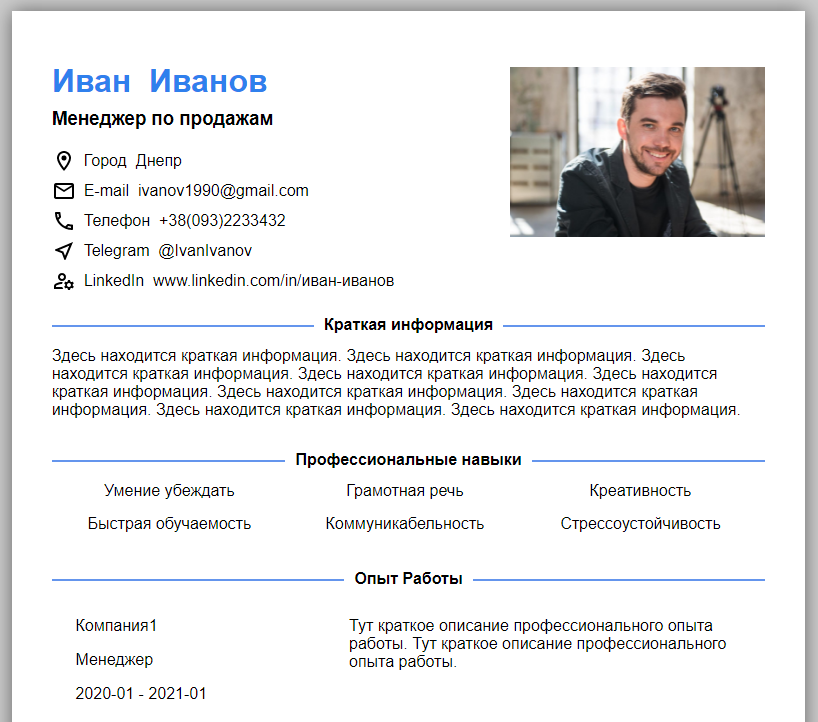 Иван Иванов
Менеджер по продажам
Город Днепр
E-mail ivanov1990@gmail.com
Телефон +38(093)2233432
Telegram @IvanIvanov
LinkedIn www.linkedin.com/in/иван-иванов
Краткая информация
Здесь находится краткая информация. Здесь находится краткая информация. Здесь
находится краткая информация. Здесь находится краткая информация. Здесь находится
краткая информация. Здесь находится краткая информация. Здесь находится краткая
информация. Здесь находится краткая информация. Здесь находится краткая информация.
Профессиональные навыки
Умение убеждать Грамотная речь Креативность
Быстрая обучаемость Коммуникабельность Стрессоустойчивость
Опыт Работы
Компания1
Менеджер
2020-01 - 2021-01
Тут краткое описание профессионального опыта
работы. Тут краткое описание профессионального
опыта работы.